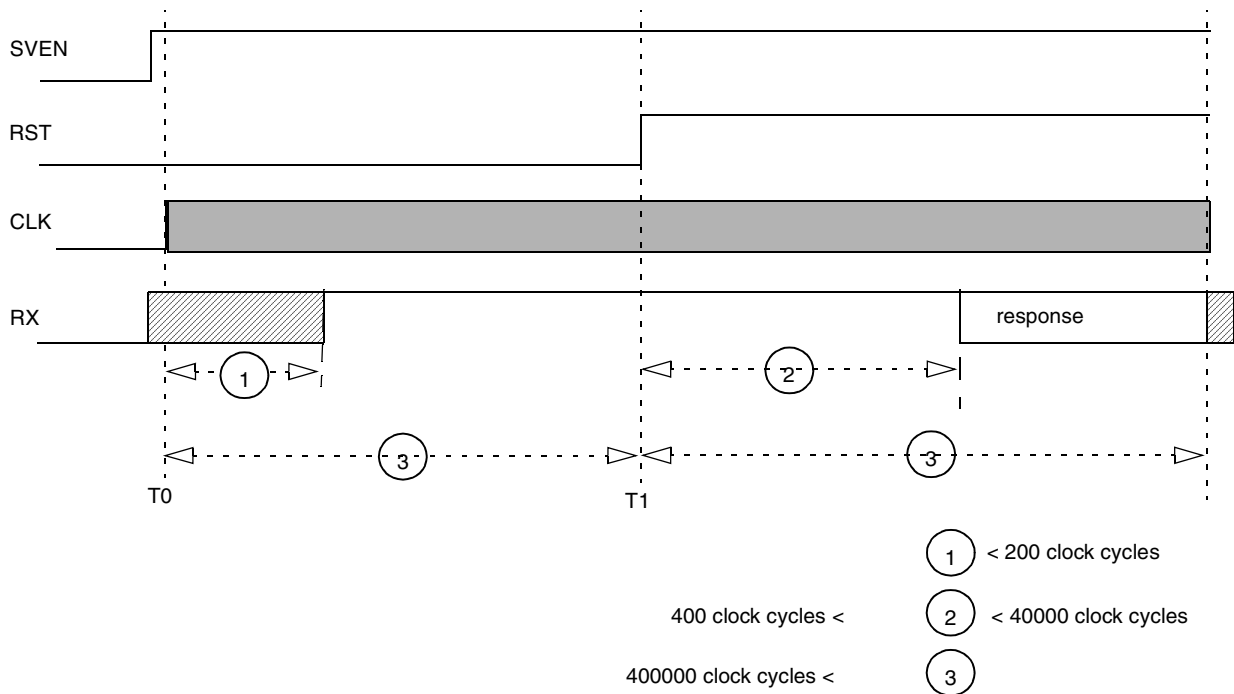 SVEN
RST
CLK
RX
response
1
2
3
3
T0
T1
1 < 200 clock cycles
400 clock cycles < 2 < 40000 clock cycles
400000 clock cycles < 3